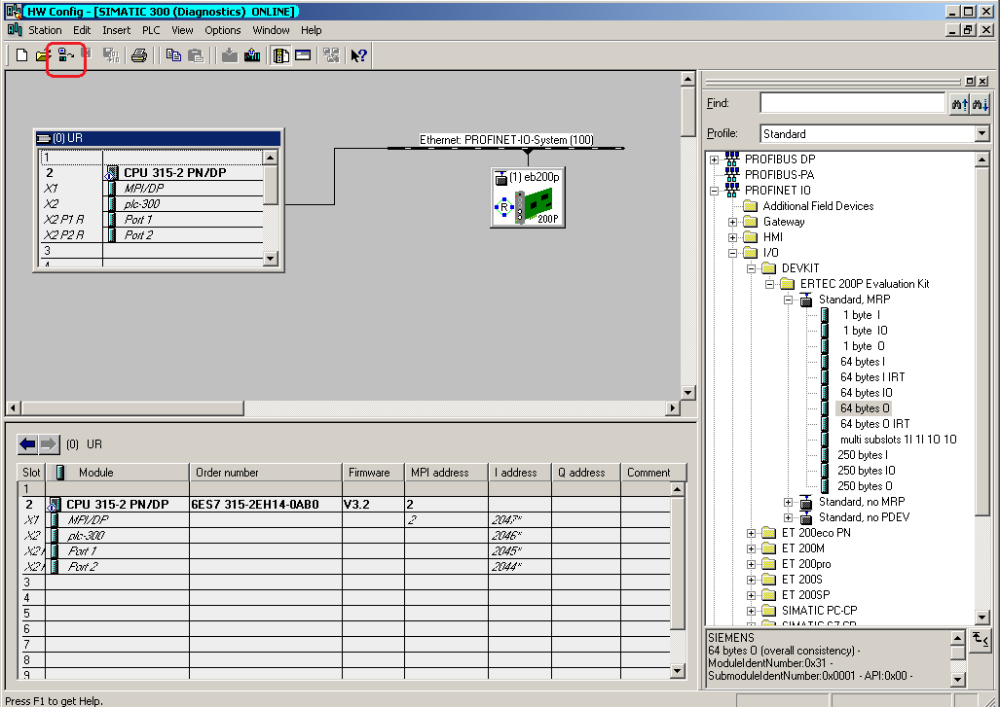 HW Config - [SIMATIC 300 (Diagnostics)  ONLINE]
Station Edit Insert PLC View Options Window Help
(0) UR
1
2 CPU 315-2 PN/DP
X1 MPI/DP
X2 plc-300
X2 P1 R Port 1
X2 P2 R Port 2
3
Ethernet: PROFINET-IO-System (100)
(1) eb200p
R
200P
Find:
Profile: Standard
PROFIBUS DP
PROFIBUS-PA
PROFINET IO
Additional Field Devices
Gateway
HMI
I/O
DEVKIT
ERTEC 200P Evaluation Kit
Standard, MRP
1 byte I
1 byte IO
1 byte O
64 bytes I
64 bytes I IRT
64 bytes IO
64 bytes O
64 bytes O IRT
multi subslots 1I 1I 1O 1O
250 bytes I
250 bytes IO
250 bytes O
Standard, no MRP
Standard, no PDEV
ET 200eco PN
ET 200M
ET 200pro
ET 200S
ET 200SP
SIMATIC PC-CP
SIEMENS
64 bytes O (overall consistency) -
ModuleIdentNumber:0x31 -
SubmoduleIdentNumber:0x0001 - API:0x00 -
(0) UR
Slot Module Order number Firmware MPI address I address Q address Comment
1
2 CPU 315-2 PN/DP 6ES7 315-2EH14-0AB0 V3.2 2
X1 MPI/DP 2 2047*
X2 plc-300 2046*
X2 Port 1 2045*
X2 Port 2 2044*
3
4
5
6
7
8
9
Press F1 to get Help.